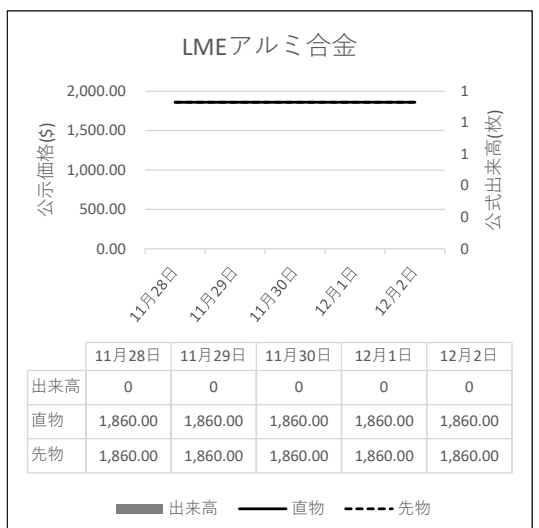 LMEアルミ合金
2,000.00
1,500.00
1,000.00
500.00
0.00
公示価格($)
1
1
1
0
0
0
公式出来高(枚)
11月28日
11月29日
11月30日
12月1日
12月2日
11月28日 11月29日 11月30日 12月1日 12月2日
出来高 0 0 0 0 0
直物 1,860.00 1,860.00 1,860.00 1,860.00 1,860.00
先物 1,860.00 1,860.00 1,860.00 1,860.00 1,860.00
出来高 直物 先物